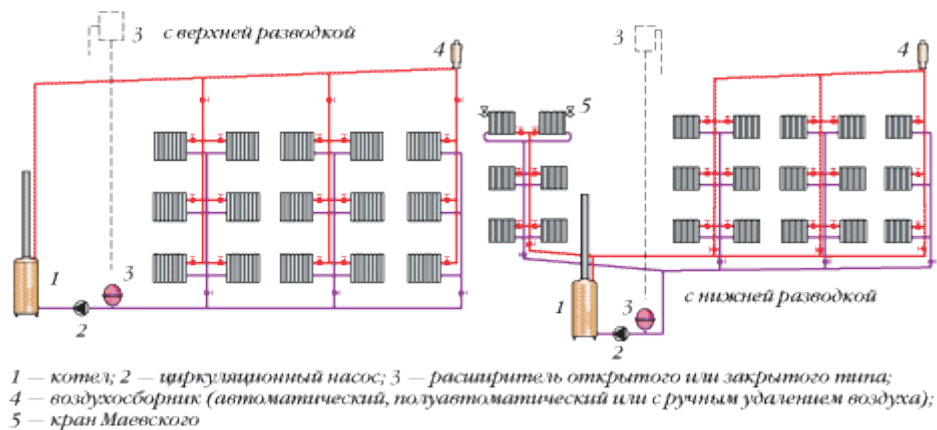 3 с верхней разводкой
4
3
4
5
1
3
2
1
3
2
с нижней разводкой
1 — котел; 2 — циркуляционный насос; 3 — расширитель открытого или закрытого типа;
4 — воздухосборник (автоматический, полуавтоматический или с ручным удалением воздуха);
5 — кран Маевского